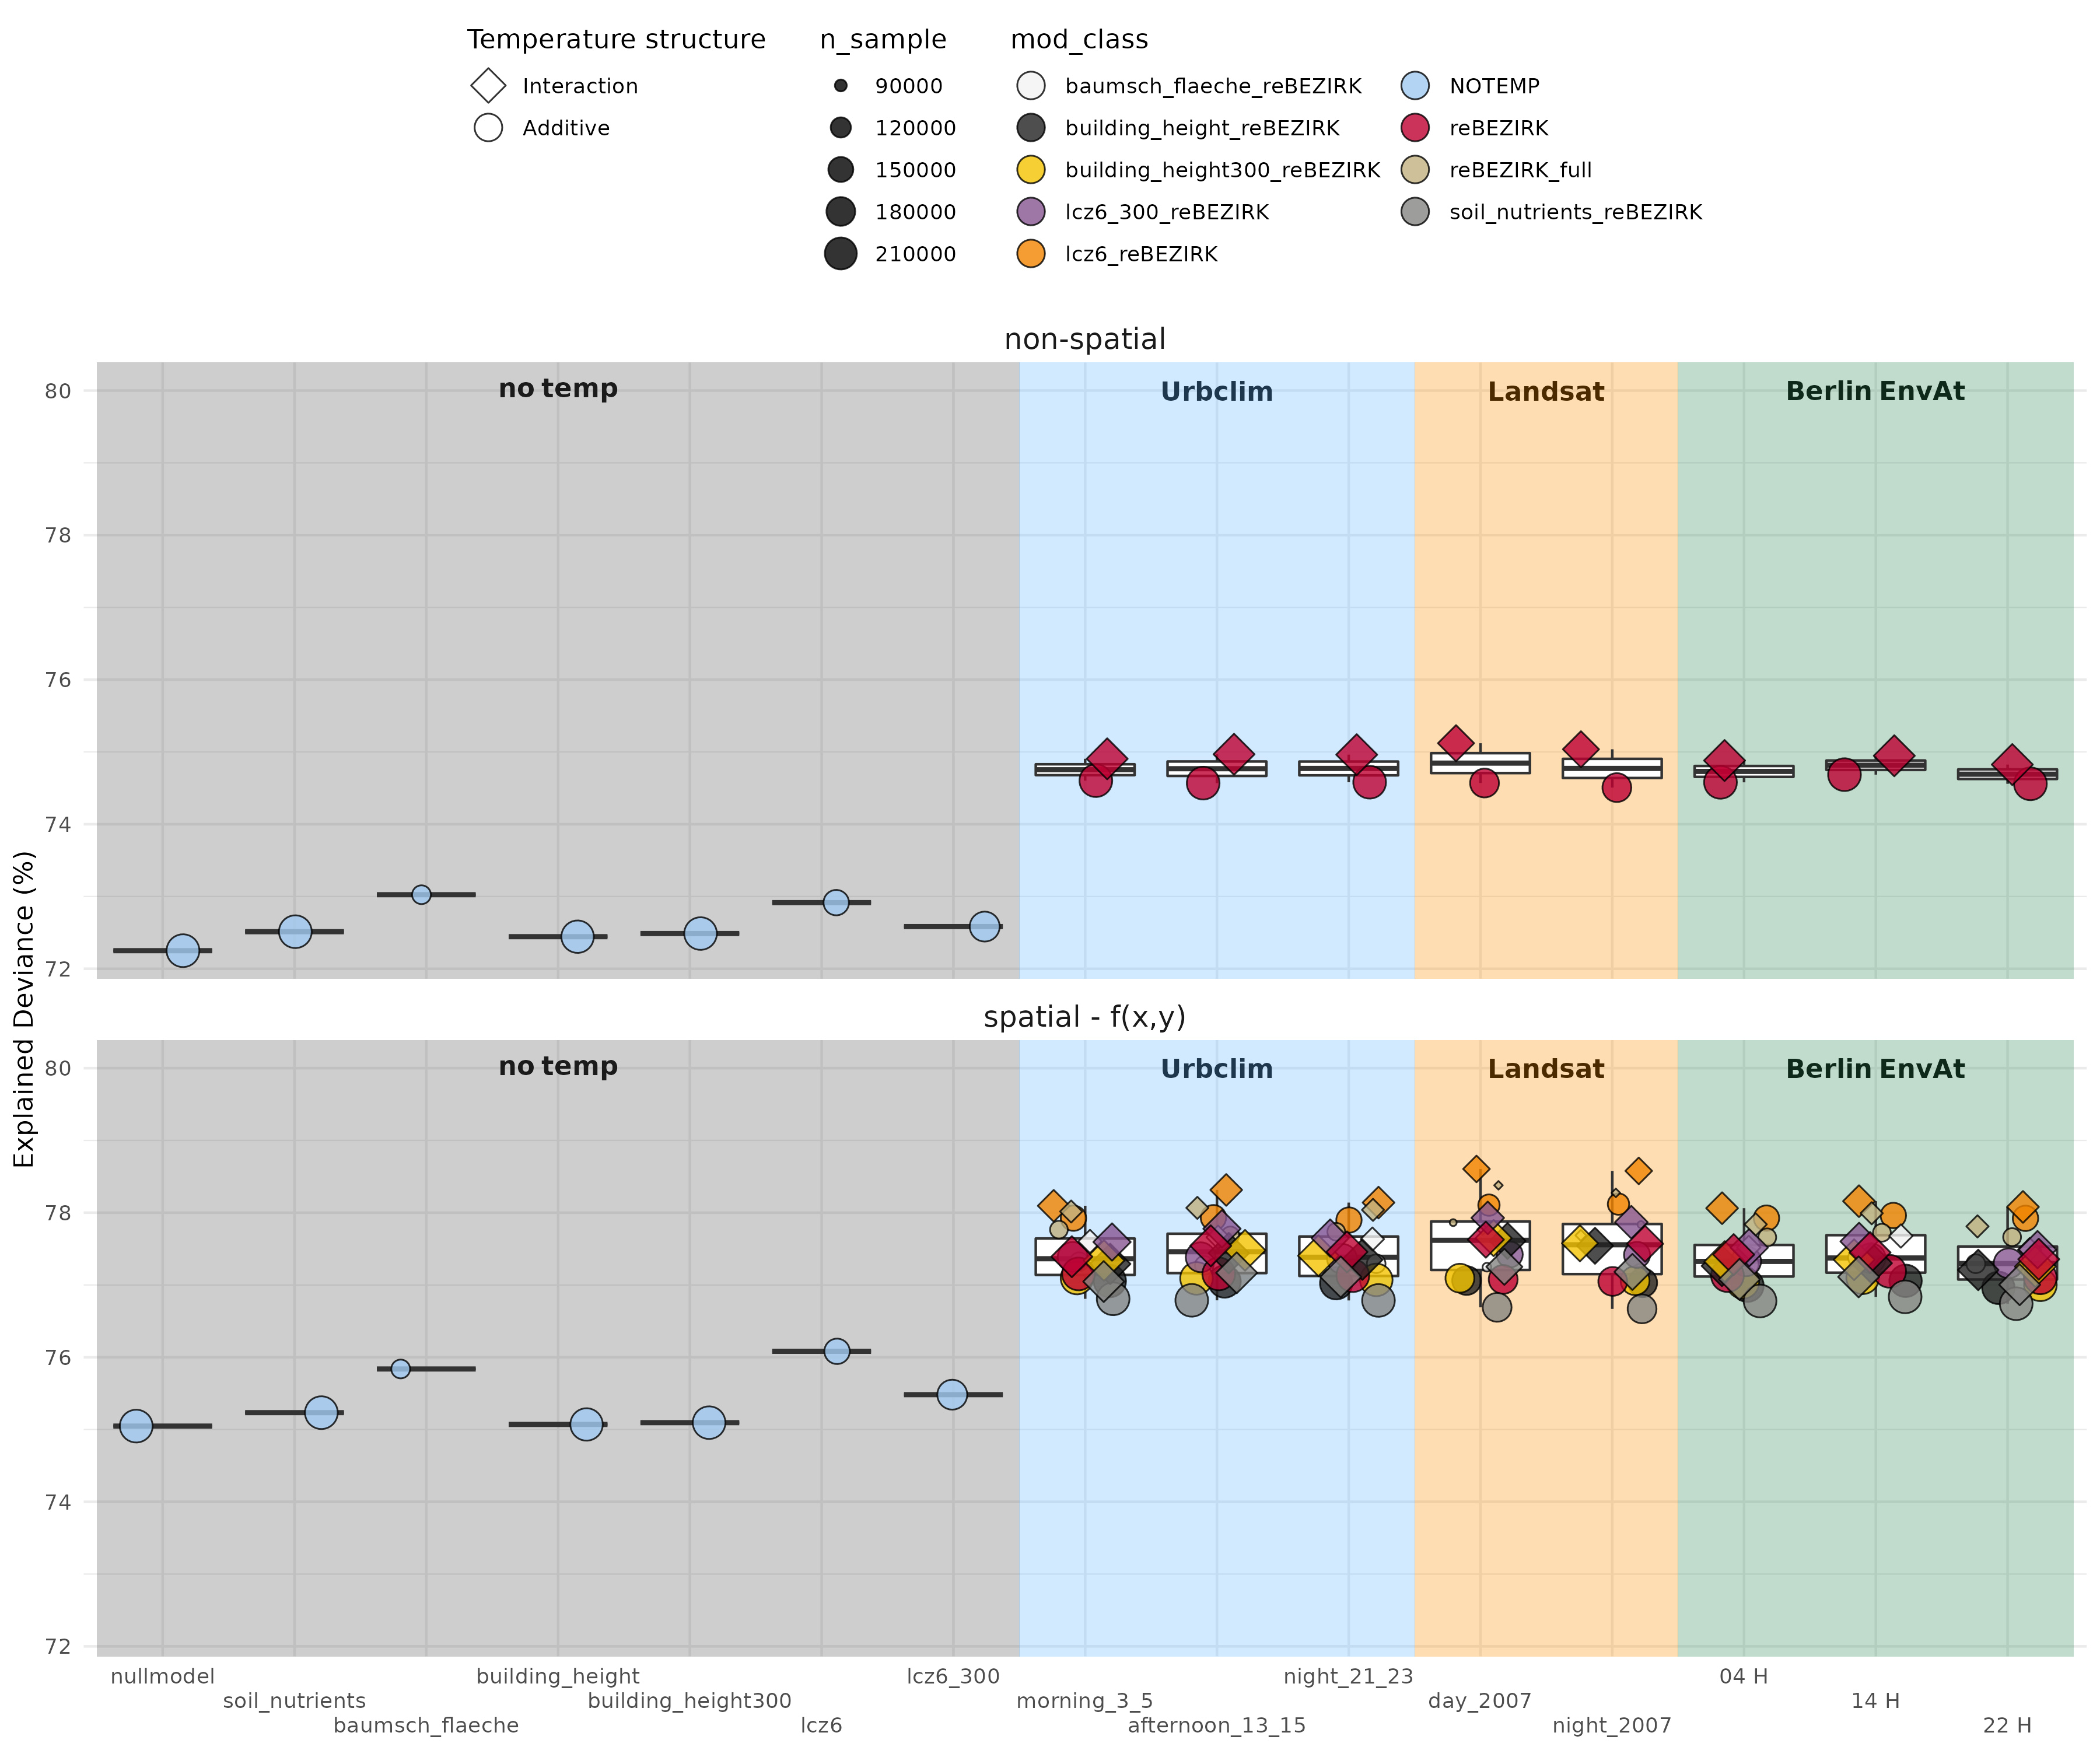 Temperature structure
Interaction
Additive
n_sample
90000
120000
150000
180000
210000
mod_class
baumsch_flaeche_reBEZIRK
building_height_reBEZIRK
building_height300_reBEZIRK
lcz6_300_reBEZIRK
lcz6_reBEZIRK
NOTEMP
reBEZIRK
reBEZIRK_full
soil_nutrients_reBEZIRK
non-spatial
no temp
Urbclim
Landsat
Berlin EnvAt
80
78
76
74
72
Explained Deviance (%)
spatial - f(x,y)
no temp
Urbclim
Landsat
Berlin EnvAt
80
78
76
74
72
nullmodel
soil_nutrients
baumsch_flaeche
building_height
building_height300
lcz6
lcz6_300
morning_3_5
afternoon_13_15
night_21_23
day_2007
night_2007
04 H
14 H
22 H